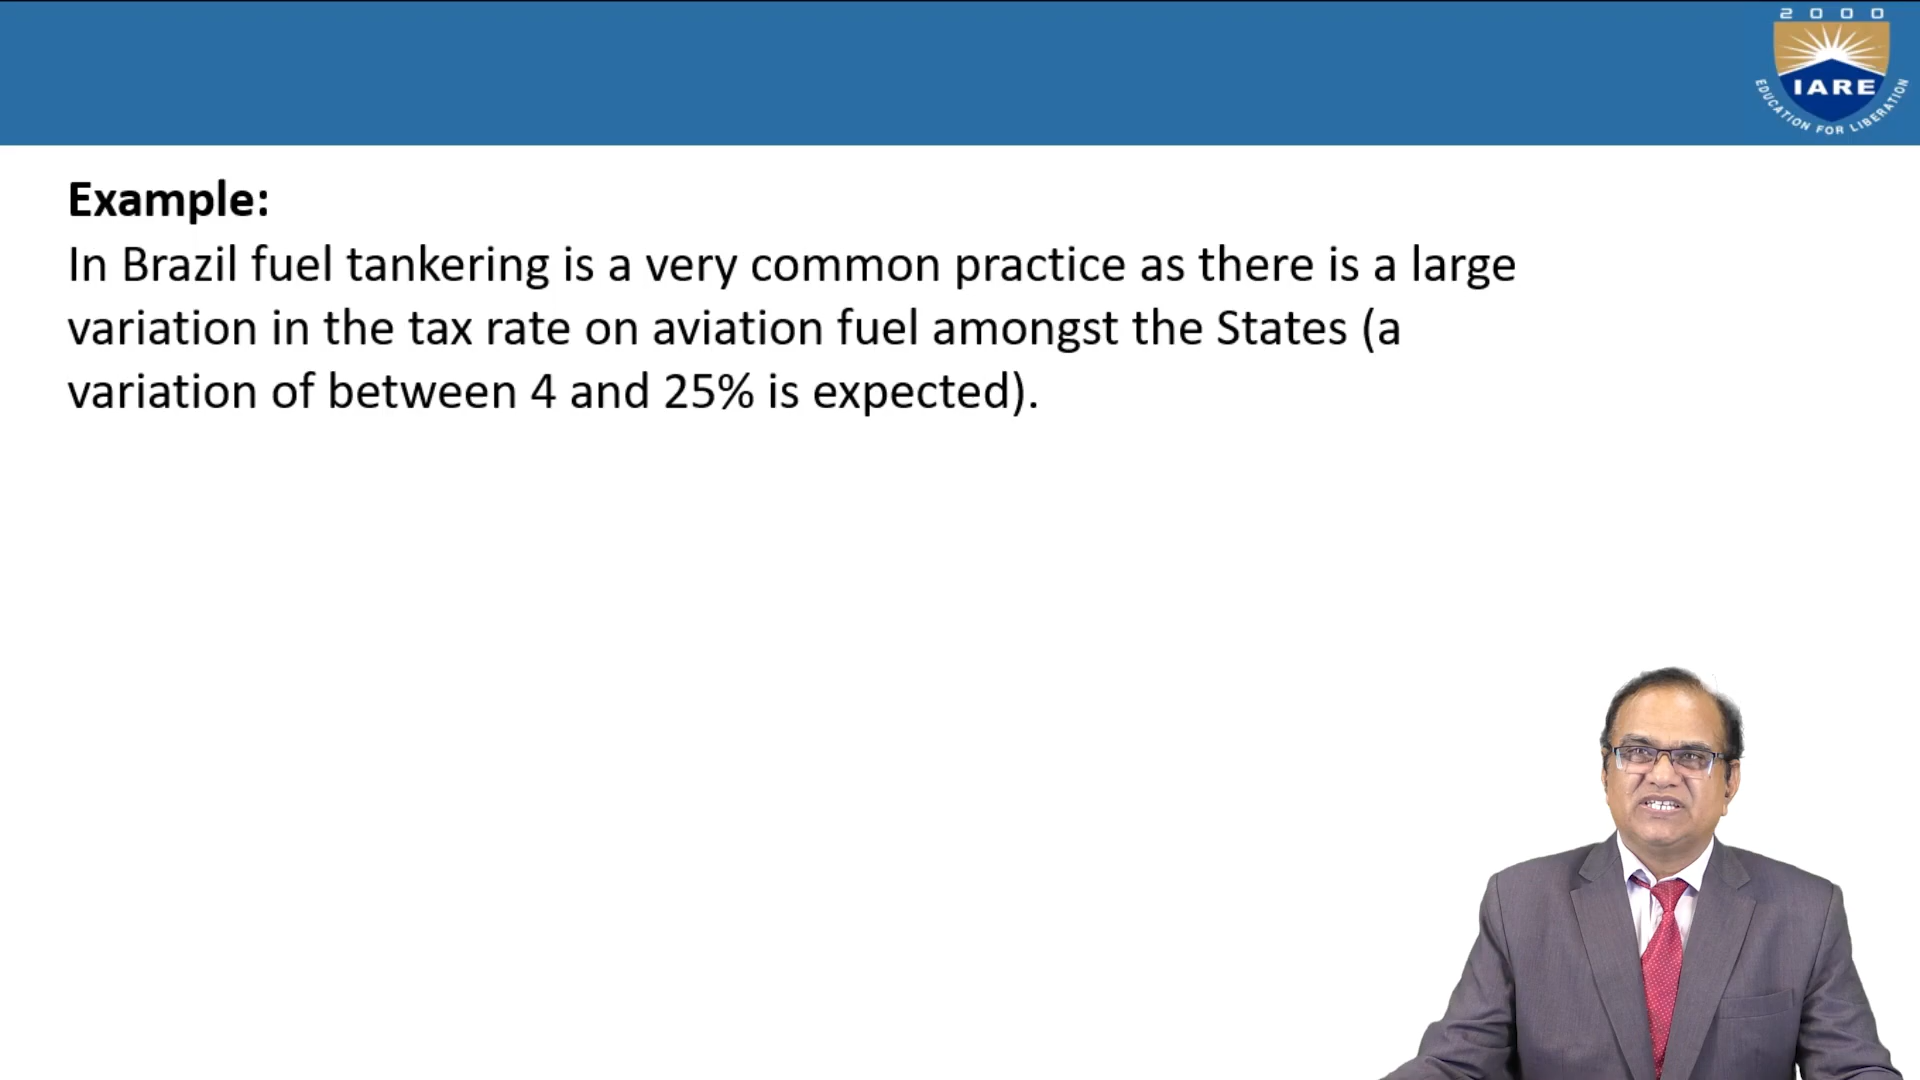 2000
IARE
EDUCATION FOR LIBERATION
Example:
In Brazil fuel tankering is a very common practice as there is a large
variation in the tax rate on aviation fuel amongst the States (a
variation of between 4 and 25% is expected).